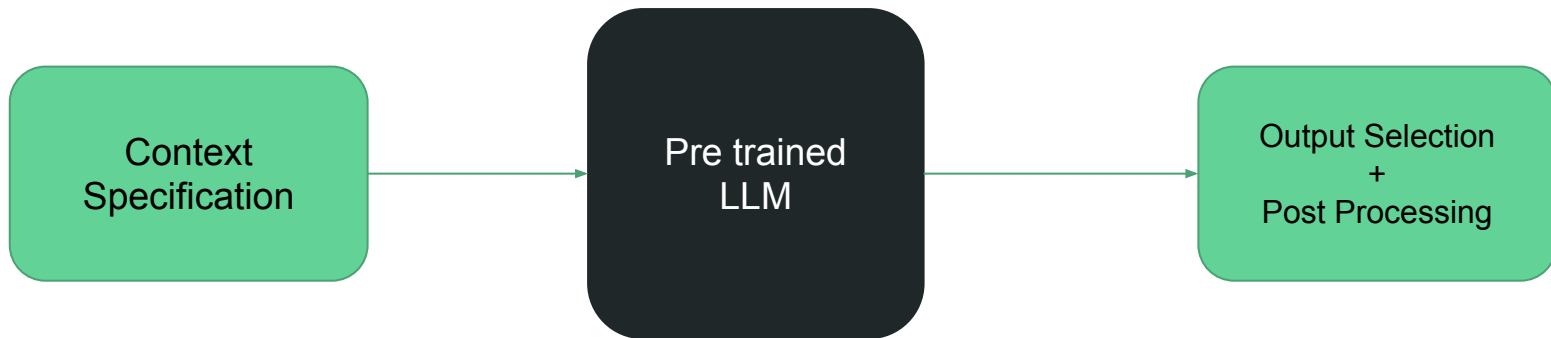 Context
Specification
Pre trained
LLM
Output Selection
+
Post Processing